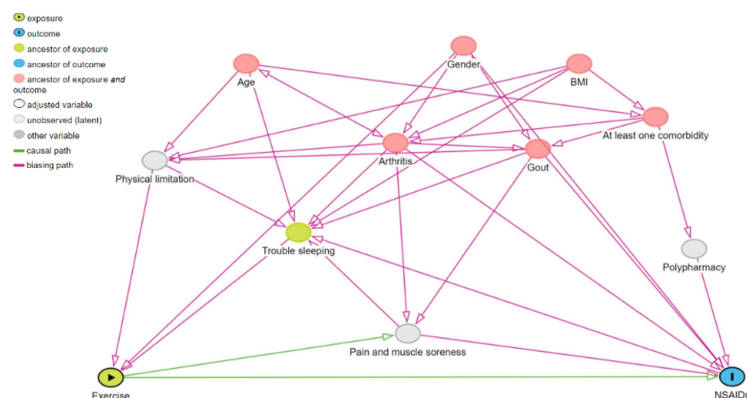 exposure
outcome
ancestor of exposure
ancestor of outcome
ancestor of exposure and
outcome
adjusted variable
unobserved (latent)
other variable
causal path
biasing path
Age
Gender
BMI
At least one comorbidity
Arthritis
Gout
Physical limitation
Trouble sleeping
Polypharmacy
Pain and muscle soreness
Exercise
NSAIDs